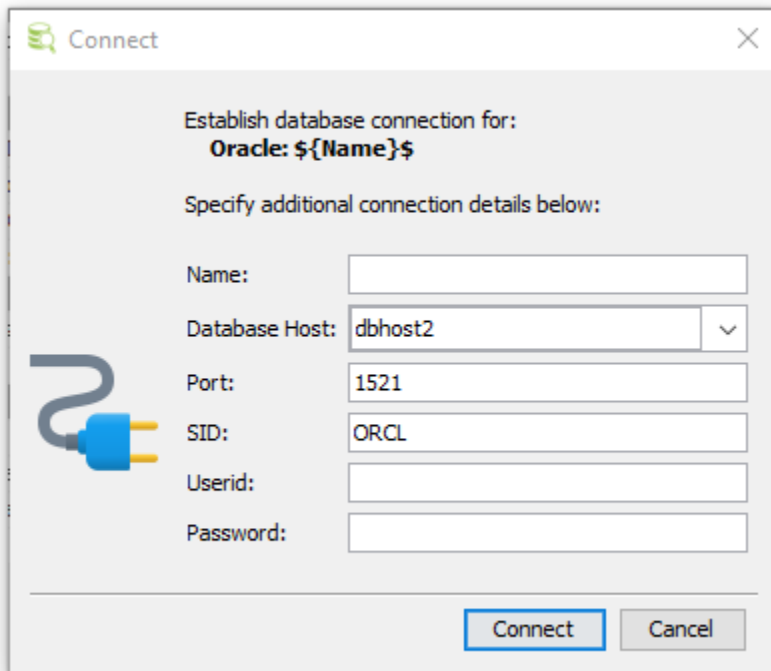 Connect
Establish database connection for:
Oracle: ${Name}$
Specify additional connection details below:
Name:
Database Host: dbhost2
Port: 1521
SID: ORCL
Userid:
Password:
Connect Cancel